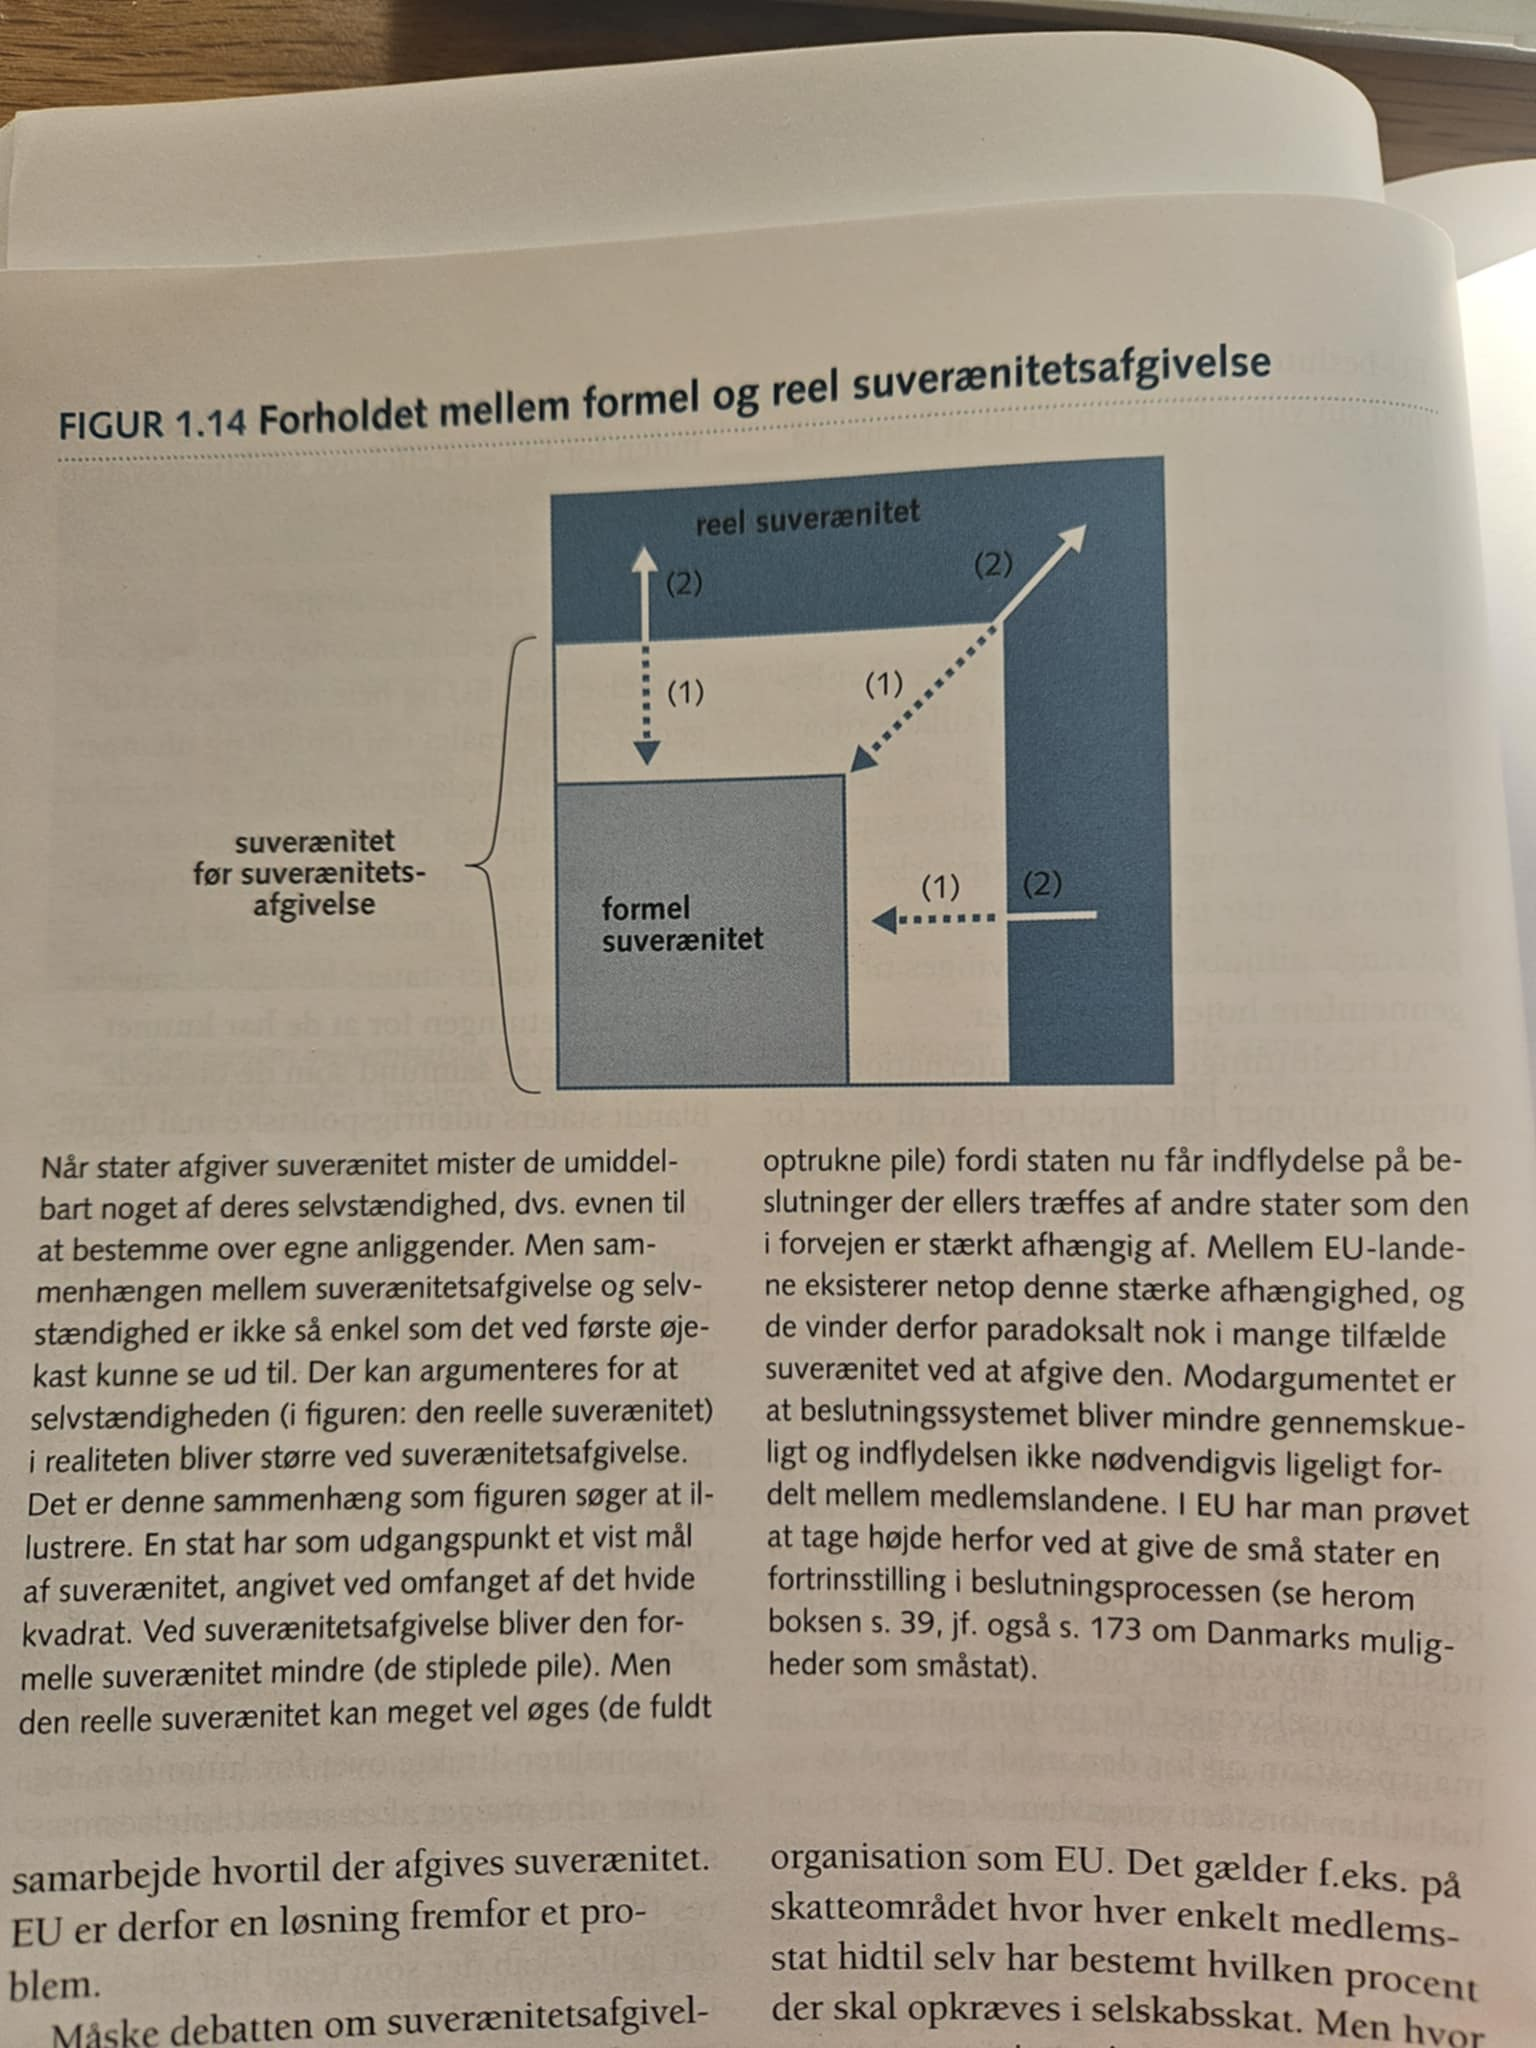 FIGUR 1.14 Forholdet mellem formel og reel suverænitetsafgivelse
reel suverænitet
(2)
(2)
(1)
(1)
suverænitet
før suverænitets-
afgivelse
formel
suverænitet
(1)
(2)
Når stater afgiver suverænitet mister de umiddel-
bart noget af deres selvstændighed, dvs. evnen til
at bestemme over egne anliggender. Men sam-
menhængen mellem suverænitetsafgivelse og selv-
stændighed er ikke så enkel som det ved første øje-
kast kunne se ud til. Der kan argumenteres for at
selvstændigheden (i figuren: den reelle suverænitet)
i realiteten bliver større ved suverænitetsafgivelse.
Det er denne sammenhæng som figuren søger at il-
lustrere. En stat har som udgangspunkt et vist mål
af suverænitet, angivet ved omfanget af det hvide
kvadrat. Ved suverænitetsafgivelse bliver den for-
melle suverænitet mindre (de stiplede pile). Men
den reelle suverænitet kan meget vel øges (de fuldt
optrukne pile) fordi staten nu får indflydelse på be-
slutninger der ellers træffes af andre stater som den
i forvejen er stærkt afhængig af. Mellem EU-lande-
ne eksisterer netop denne stærke afhængighed, og
de vinder derfor paradoksalt nok i mange tilfælde
suverænitet ved at afgive den. Modargumentet er
at beslutningssystemet bliver mindre gennemskue-
ligt og indflydelsen ikke nødvendigvis ligeligt for-
delt mellem medlemslandene. I EU har man prøvet
at tage højde herfor ved at give de små stater en
fortrinsstilling i beslutningsprocessen (se herom
boksen s. 39, jf. også s. 173 om Danmarks mulig-
heder som småstat).
samarbejde hvortil der afgives suverænitet.
EU er derfor en løsning fremfor et pro-
blem.
Måske debatten om suverænitetsafgivel-
organisation som EU. Det gælder f.eks. på
skatteområdet hvor hver enkelt medlems-
stat hidtil selv har bestemt hvilken procent
der skal opkræves i selskabsskat. Men hvor